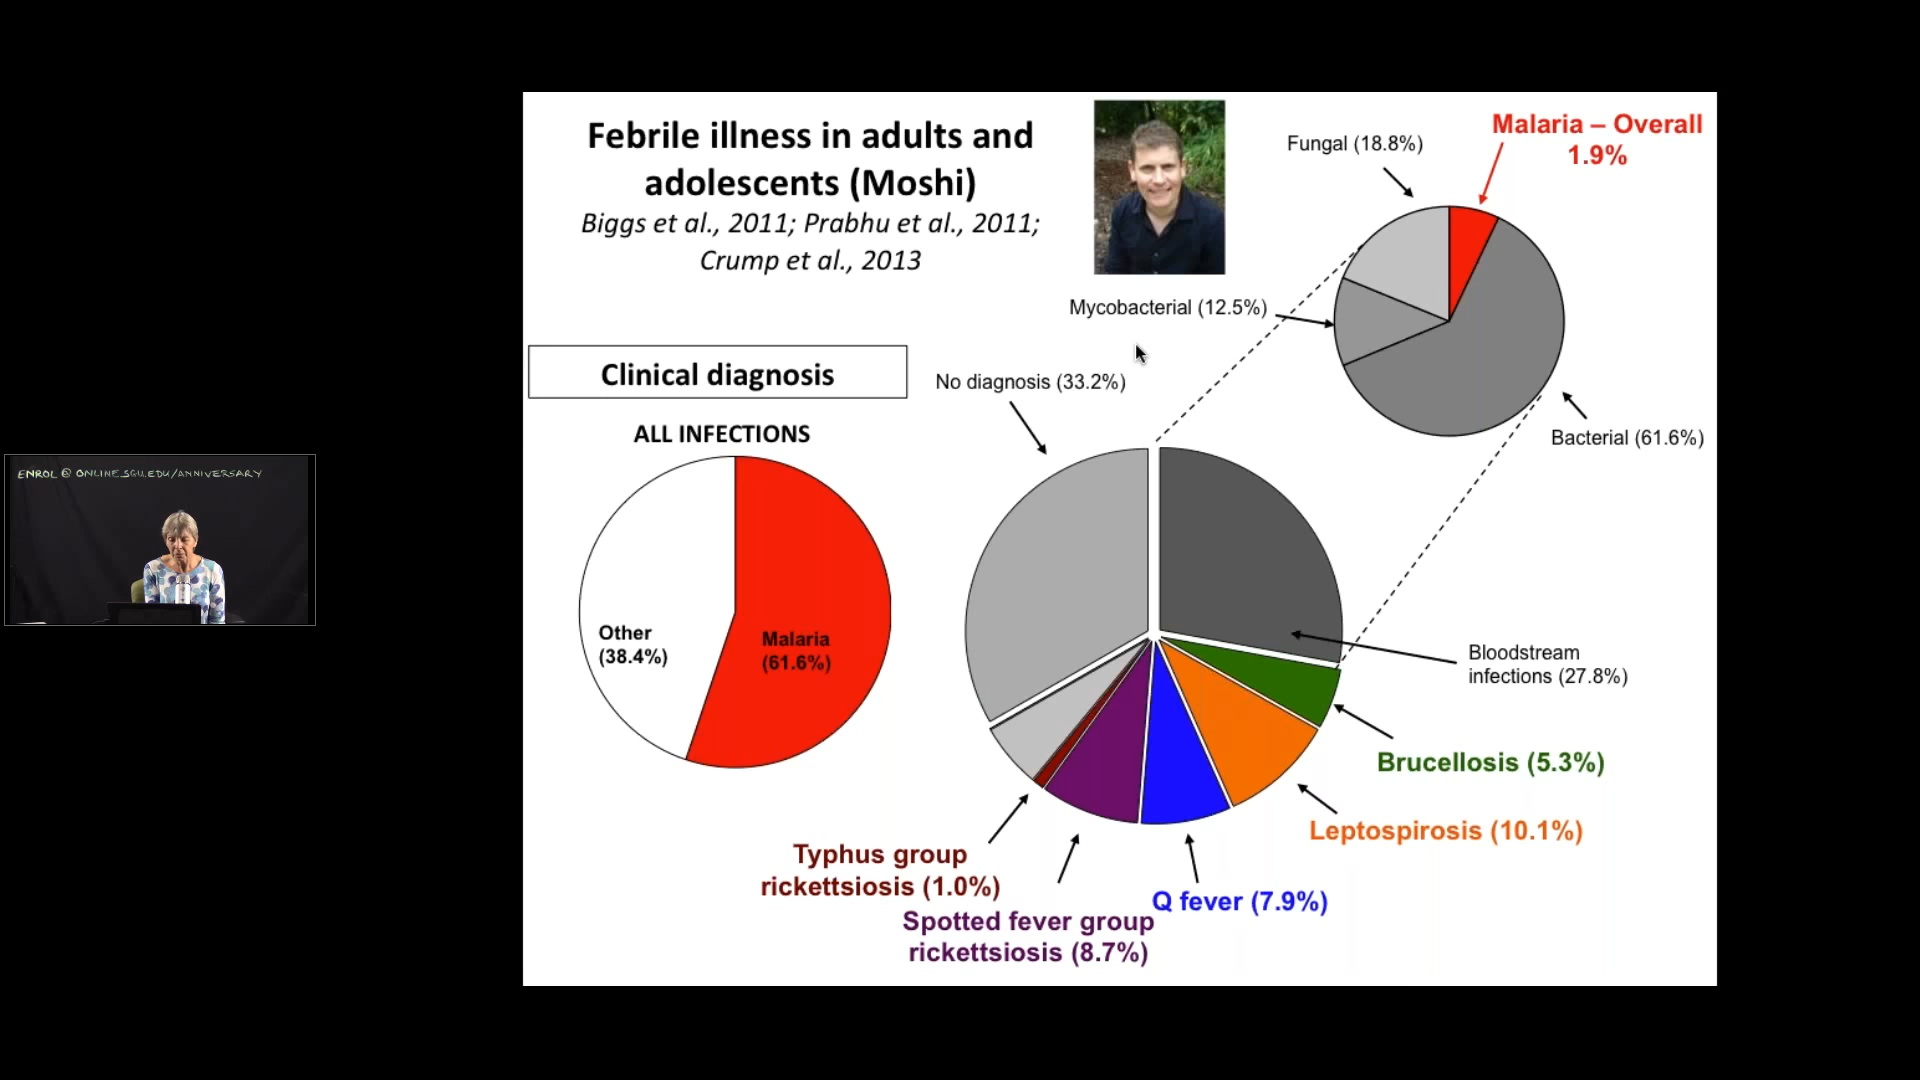 Febrile illness in adults and
adolescents (Moshi)
Biggs et al., 2011; Prabhu et al., 2011;
Crump et al., 2013
Fungal (18.8%)
Malaria – Overall
1.9%
Mycobacterial (12.5%)
Bacterial (61.6%)
Clinical diagnosis
ALL INFECTIONS
Other
(38.4%)
Malaria
(61.6%)
No diagnosis (33.2%)
Bloodstream
infections (27.8%)
Brucellosis (5.3%)
Leptospirosis (10.1%)
Q fever (7.9%)
Spotted fever group
rickettsiosis (8.7%)
Typhus group
rickettsiosis (1.0%)
ENROL @ ONLINE.SGU.EDU/ANNIVERSARY